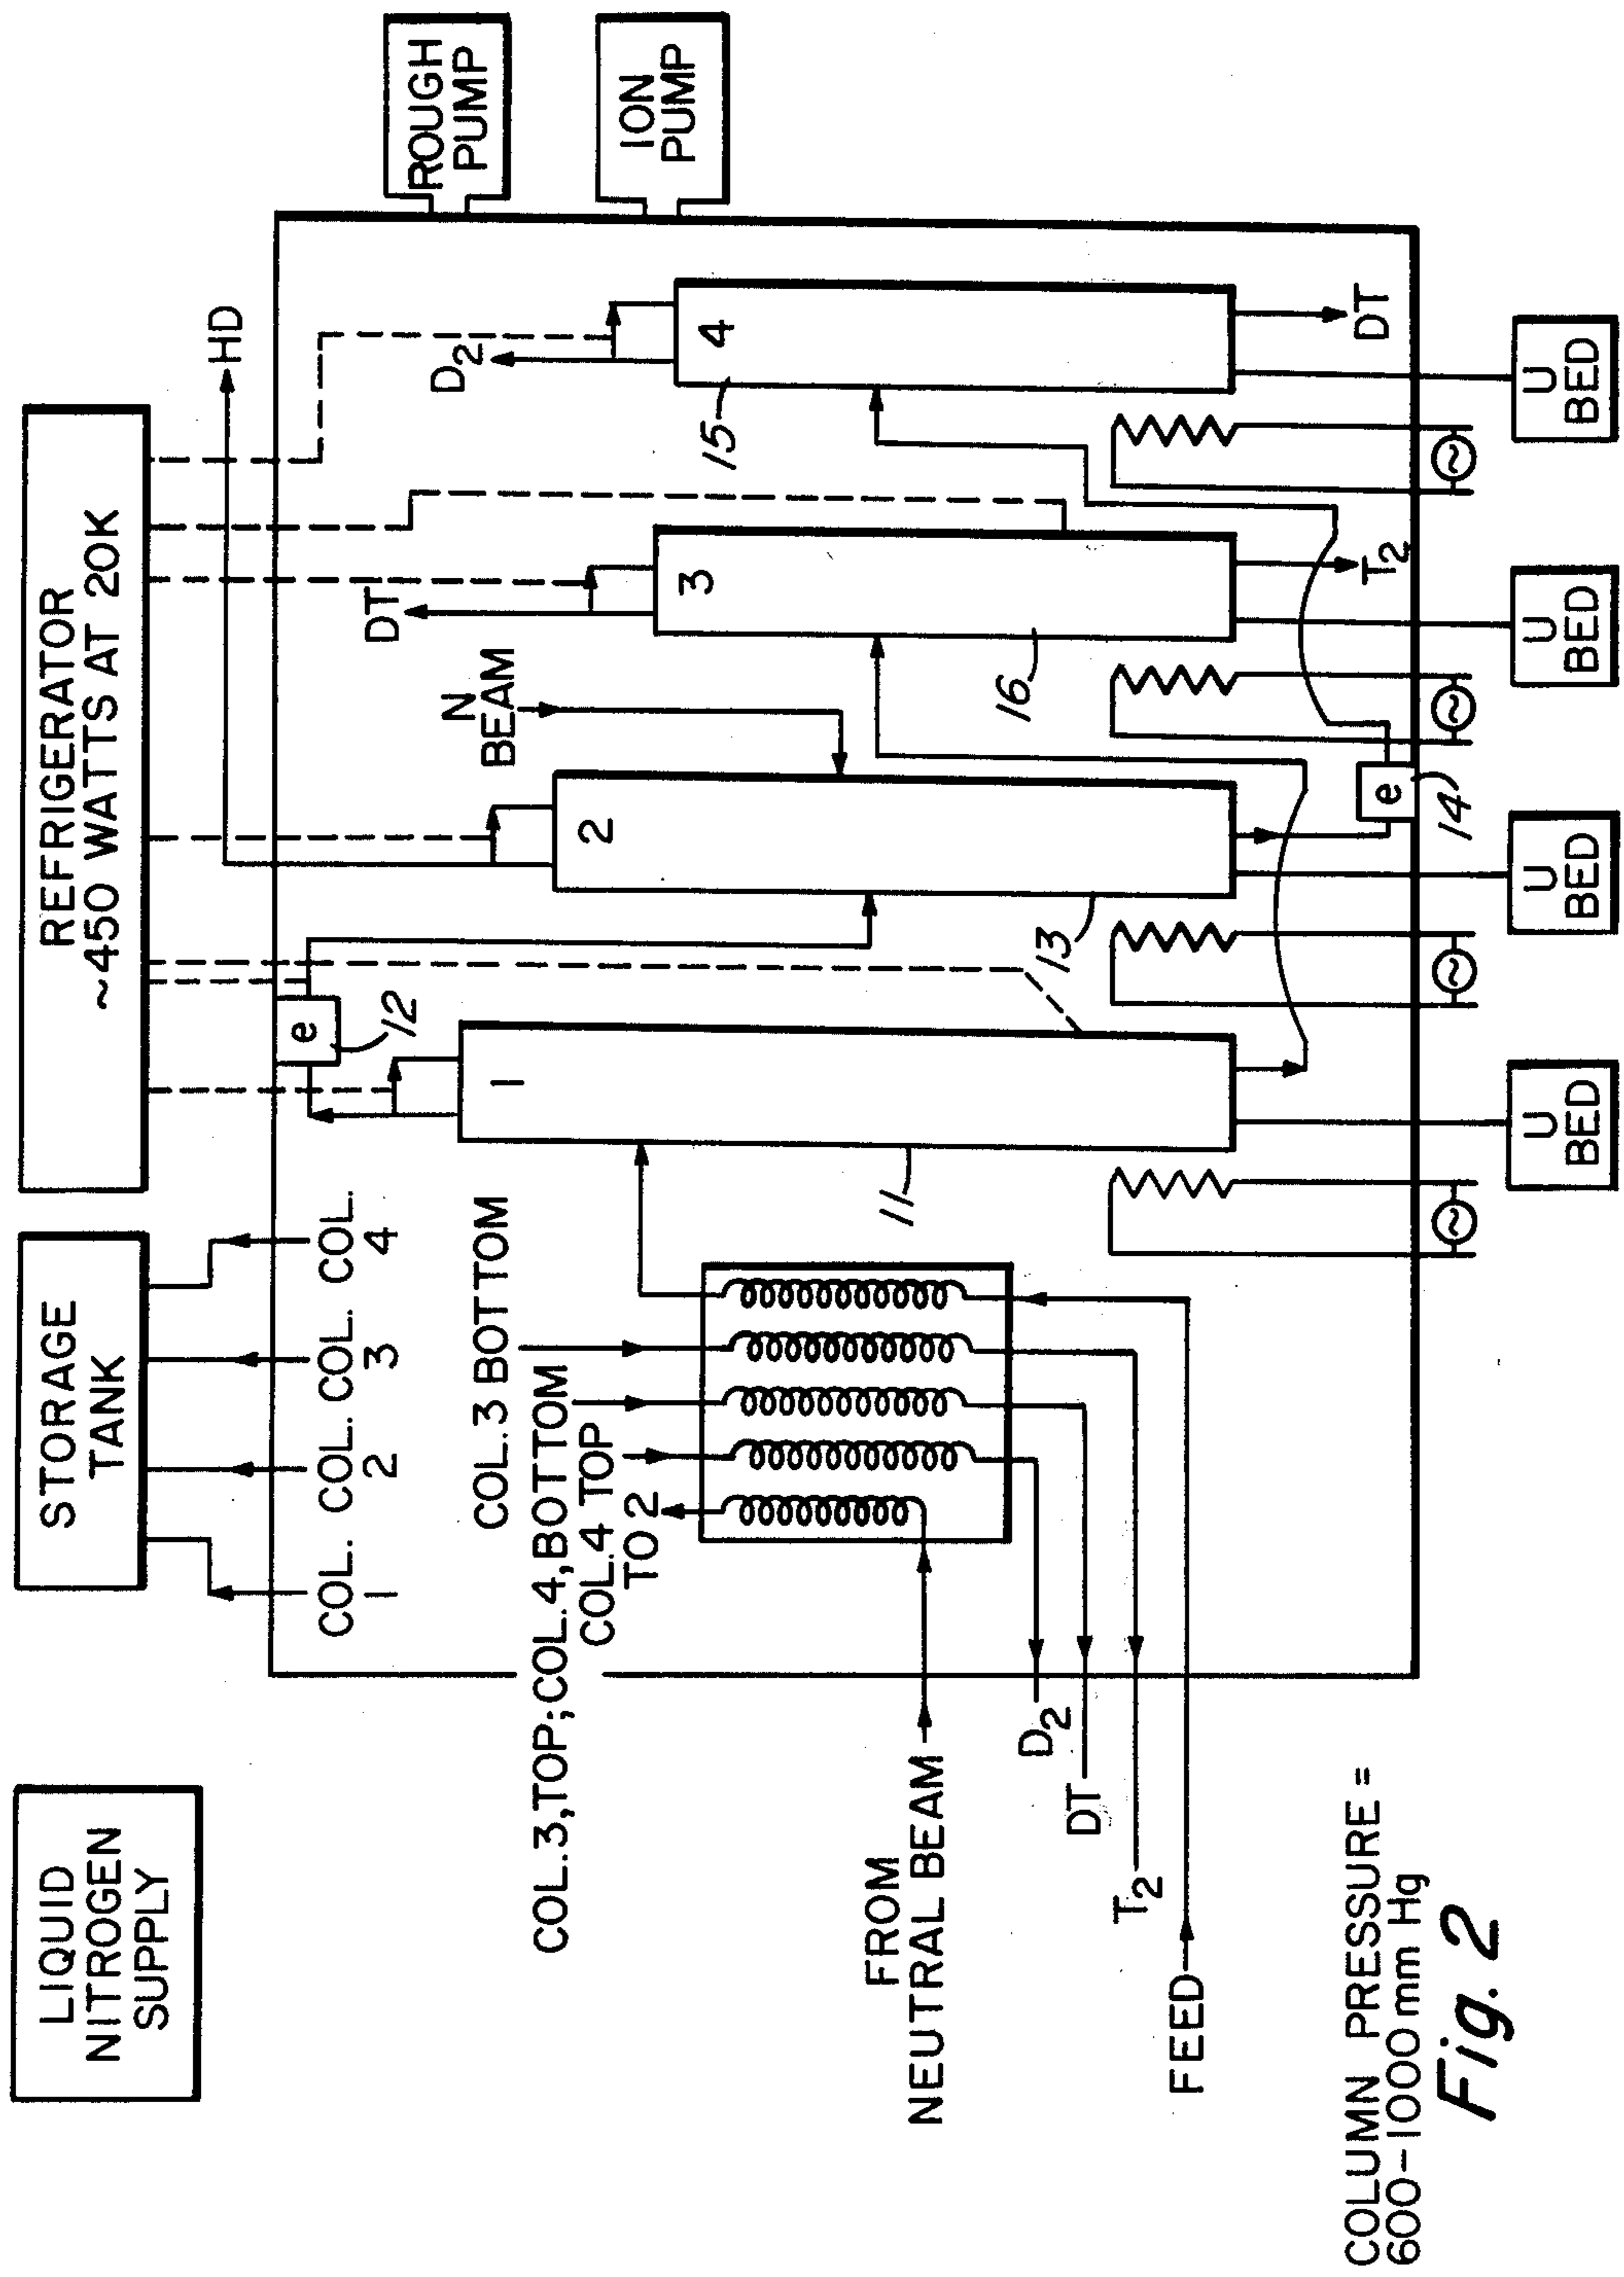 LIQUID
NITROGEN
SUPPLY
STORAGE
TANK
REFRIGERATOR
~450 WATTS AT 20K
COL.
1
COL.
2
COL.
3
COL.
4
e
12
HD
ROUGH
PUMP
ION
PUMP
COL.3 BOTTOM
COL.3,TOP;COL.4,BOTTOM
COL.4 TOP
TO 2
N
BEAM
DT
D2
1
2
3
4
11
13
16
15
FROM
NEUTRAL BEAM
D2
DT
T2
FEED
T2
DT
e
14
U
BED
U
BED
U
BED
U
BED
COLUMN PRESSURE =
600-1000 mm Hg
Fig. 2